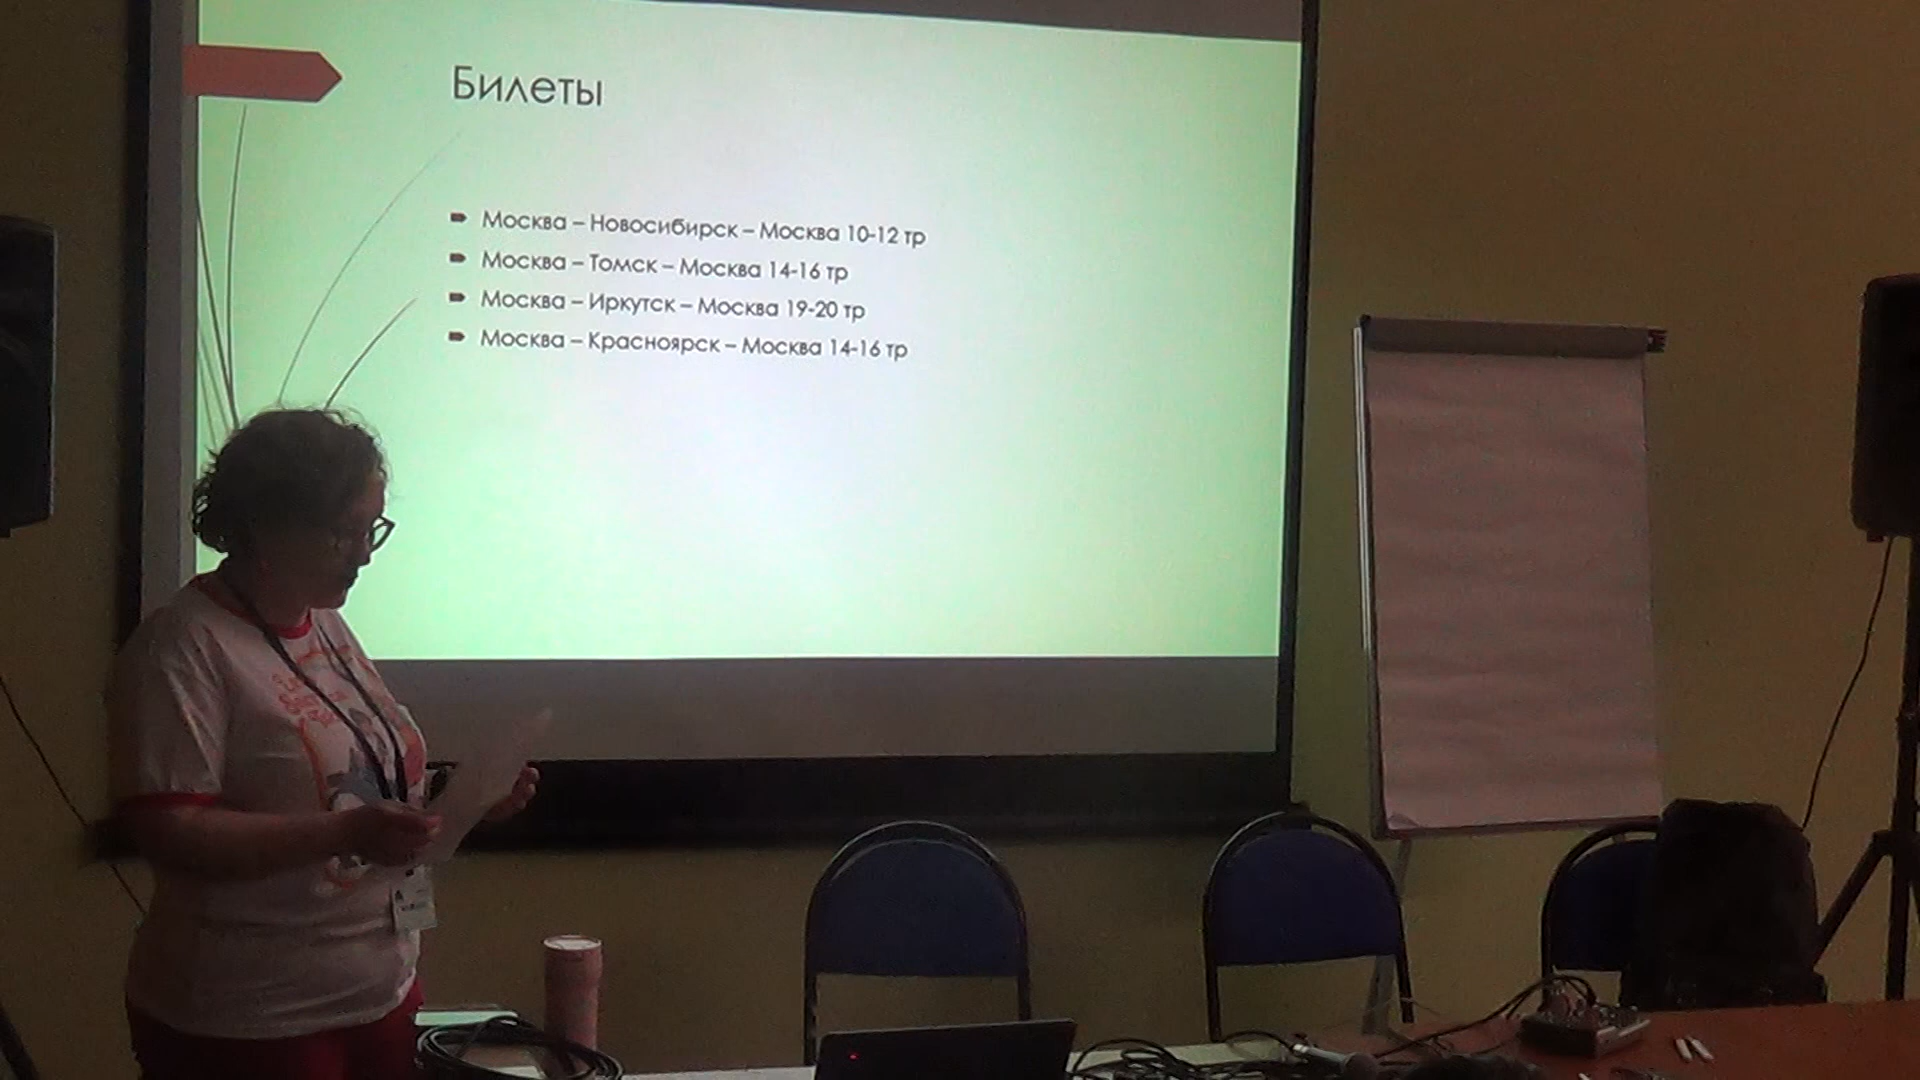 Билеты
Москва – Новосибирск – Москва 10-12 тр
Москва – Томск – Москва 14-16 тр
Москва – Иркутск – Москва 19-20 тр
Москва – Красноярск – Москва 14-16 тр